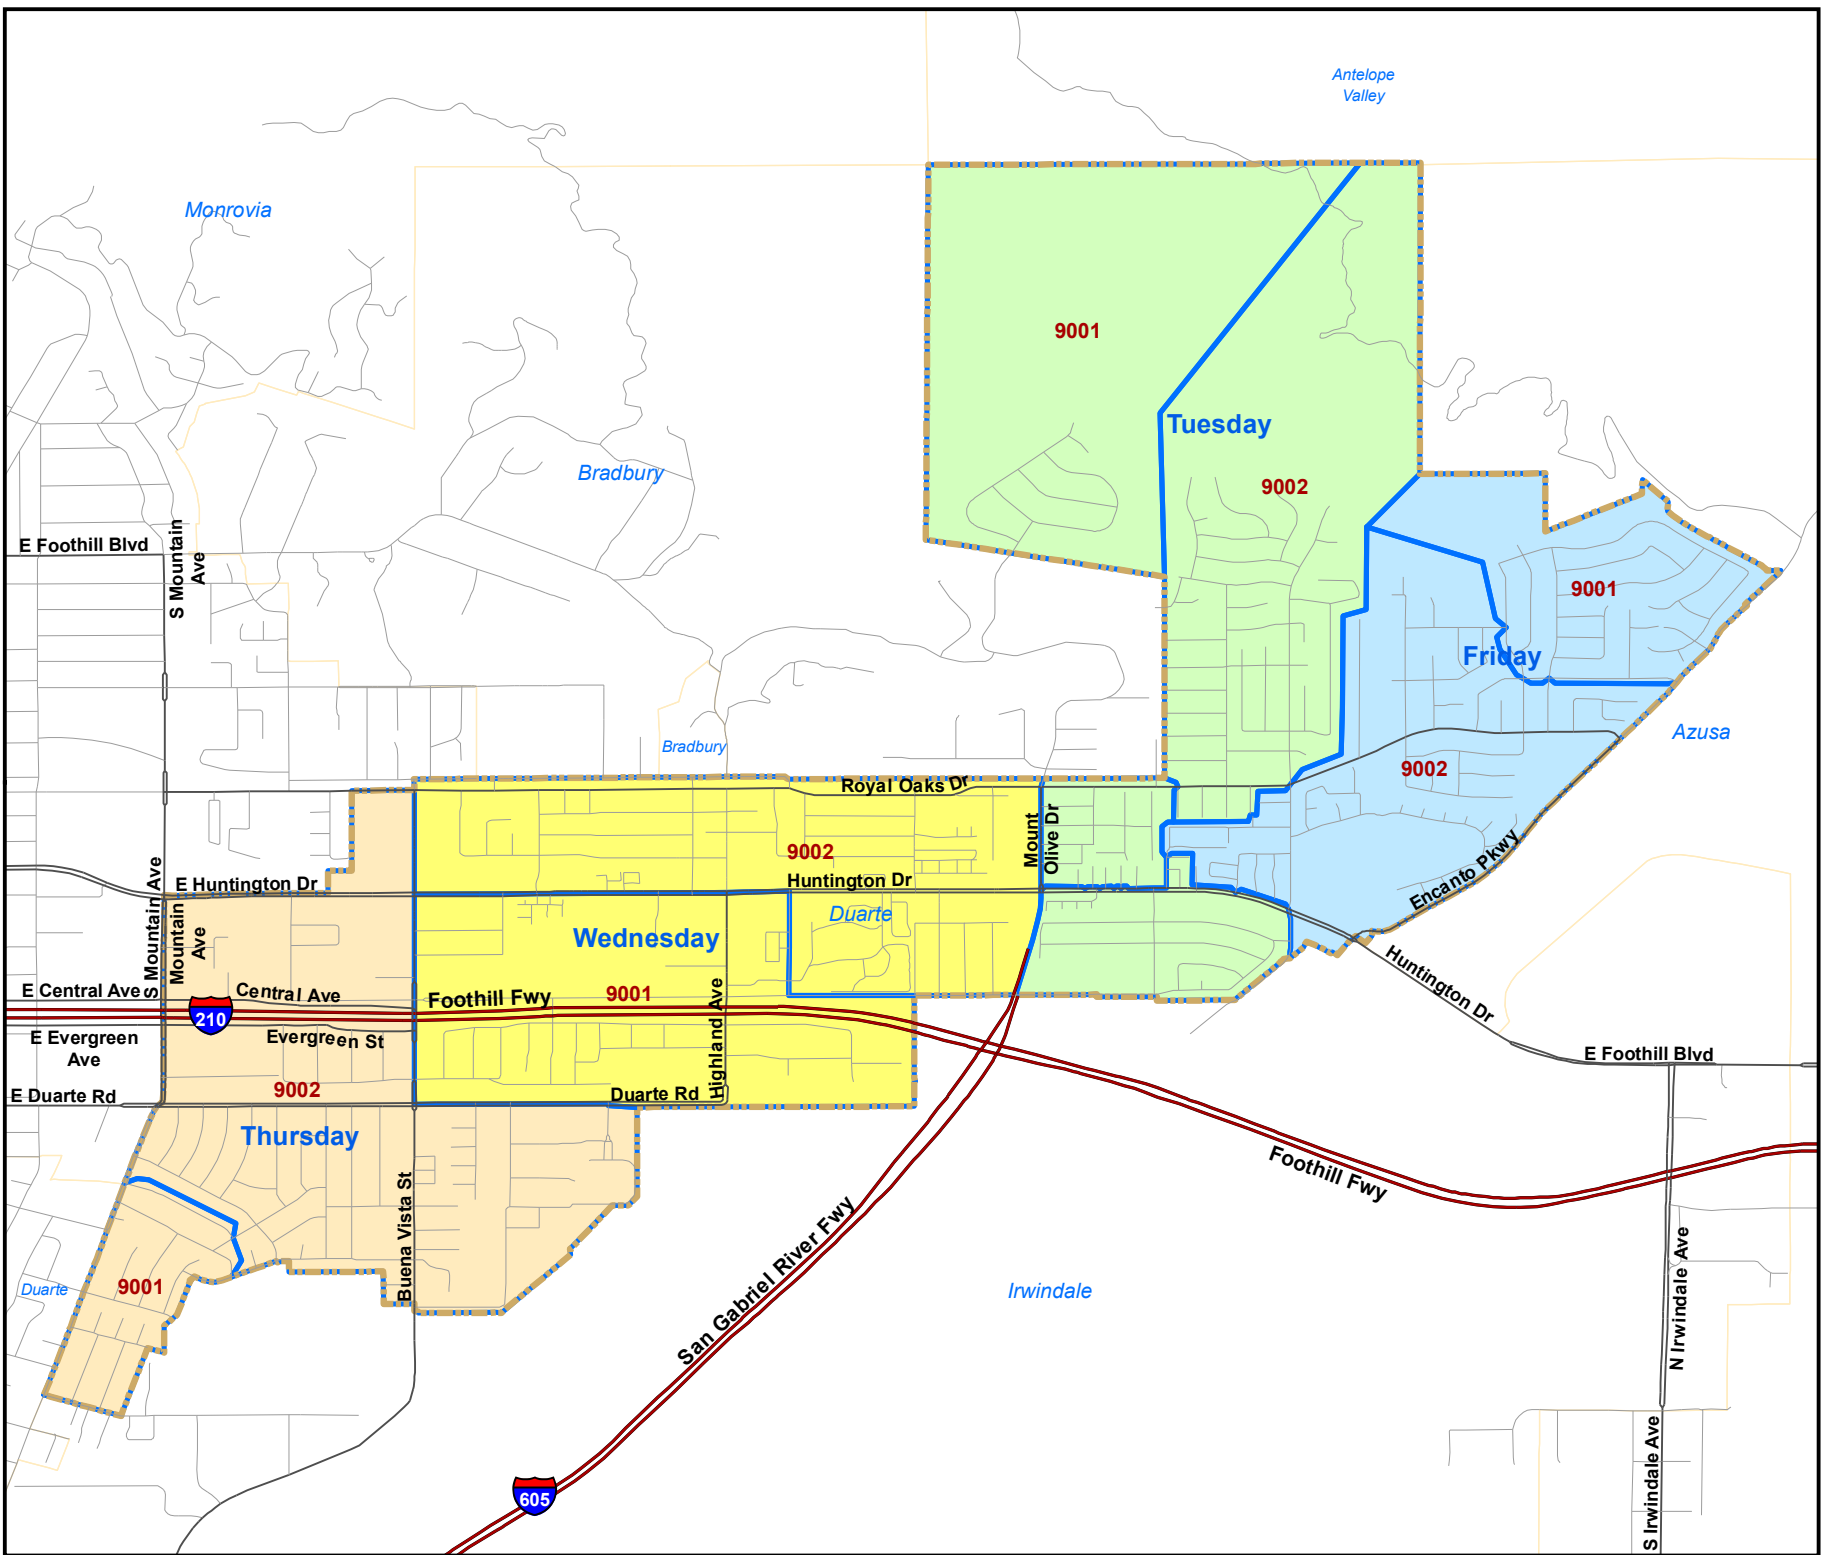 Antelope
Valley
Monrovia
9001
Tuesday
Bradbury
9002
S Mountain
Ave
E Foothill Blvd
9001
Friday
Azusa
Bradbury
9002
Royal Oaks Dr
Mount
Olive Dr
9002
Encanto Pkwy
E Huntington Dr
Huntington Dr
Duarte
S Mountain Ave
Mountain
Ave
Wednesday
Huntington Dr
E Central Ave
Central Ave
Foothill Fwy
9001
Highland Ave
210
E Evergreen
Ave
Evergreen St
E Foothill Blvd
9002
E Duarte Rd
Duarte Rd
Thursday
Foothill Fwy
Buena Vista St
San Gabriel River Fwy
Duarte
9001
Irwindale
N Irwindale Ave
605
S Irwindale Ave